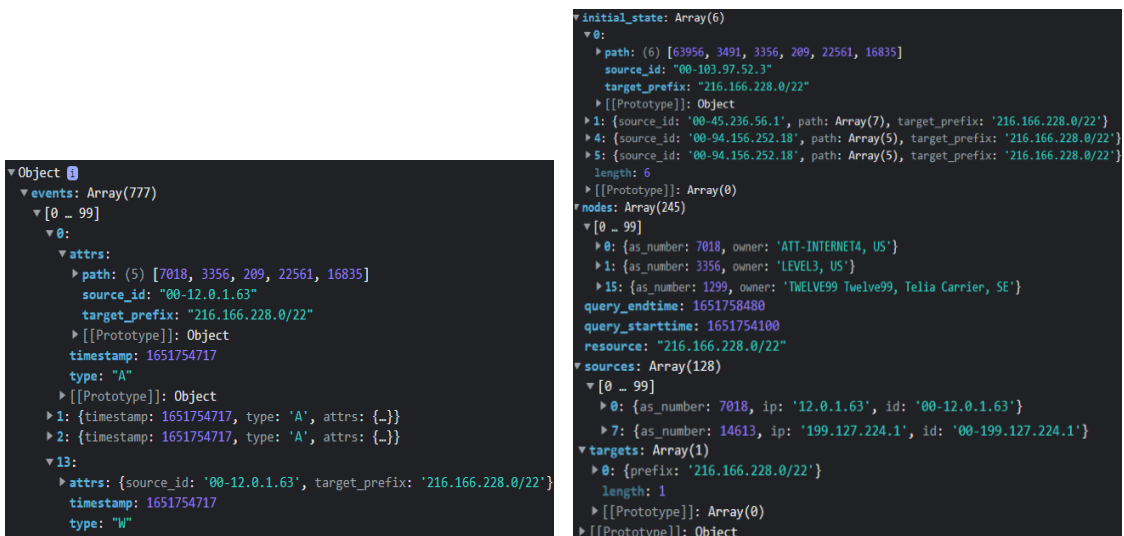 Object i
events: Array(777)
[0 … 99]
0:
attrs:
path: (5) [7018, 3356, 209, 22561, 16835]
source_id: "00-12.0.1.63"
target_prefix: "216.166.228.0/22"
[[Prototype]]: Object
timestamp: 1651754717
type: "A"
[[Prototype]]: Object
1: {timestamp: 1651754717, type: 'A', attrs: {…}}
2: {timestamp: 1651754717, type: 'A', attrs: {…}}
13:
attrs: {source_id: '00-12.0.1.63', target_prefix: '216.166.228.0/22'}
timestamp: 1651754717
type: "W"
initial_state: Array(6)
0:
path: (6) [63956, 3491, 3356, 209, 22561, 16835]
source_id: "00-103.97.52.3"
target_prefix: "216.166.228.0/22"
[[Prototype]]: Object
1: {source_id: '00-45.236.56.1', path: Array(7), target_prefix: '216.166.228.0/22'}
4: {source_id: '00-94.156.252.18', path: Array(5), target_prefix: '216.166.228.0/22'}
5: {source_id: '00-94.156.252.18', path: Array(5), target_prefix: '216.166.228.0/22'}
length: 6
[[Prototype]]: Array(0)
nodes: Array(245)
[0 … 99]
0: {as_number: 7018, owner: 'ATT-INTERNET4, US'}
1: {as_number: 3356, owner: 'LEVEL3, US'}
15: {as_number: 1299, owner: 'TWELVE99 Twelve99, Telia Carrier, SE'}
query_endtime: 1651758480
query_starttime: 1651754100
resource: "216.166.228.0/22"
sources: Array(128)
[0 … 99]
0: {as_number: 7018, ip: '12.0.1.63', id: '00-12.0.1.63'}
7: {as_number: 14613, ip: '199.127.224.1', id: '00-199.127.224.1'}
targets: Array(1)
0: {prefix: '216.166.228.0/22'}
length: 1
[[Prototype]]: Array(0)
[[Prototype]]: Object